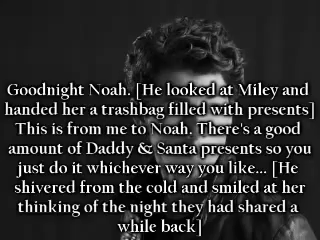 Goodnight Noah. [He looked at Miley and
handed her a trashbag filled with presents]
This is from me to Noah. There's a good
amount of Daddy & Santa presents so you
just do it whichever way you like... [He
shivered from the cold and smiled at her
thinking of the night they had shared a
while back]